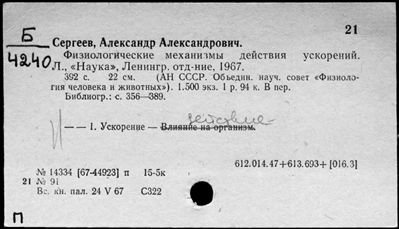 21
Б
4240
Сергеев, Александр Александрович.
Физиологические механизмы действия ускорений.
Л., «Наука», Ленингр. отд-ние, 1967.
392 с. 22 см. (АН СССР. Объедин. науч. совет «Физиоло-
гия человека и животных»). 1.500 экз. 1 р. 94 к. В пер.
Библиогр.: с. 356—389.
действие
— — 1. Ускорение — Влияние на организм.
612.014.47+613.693+[016.3]
№ 14334 [67-44923] п 15-5к
21 № 91
Вс. кн. пал. 24 V 67 С322
П